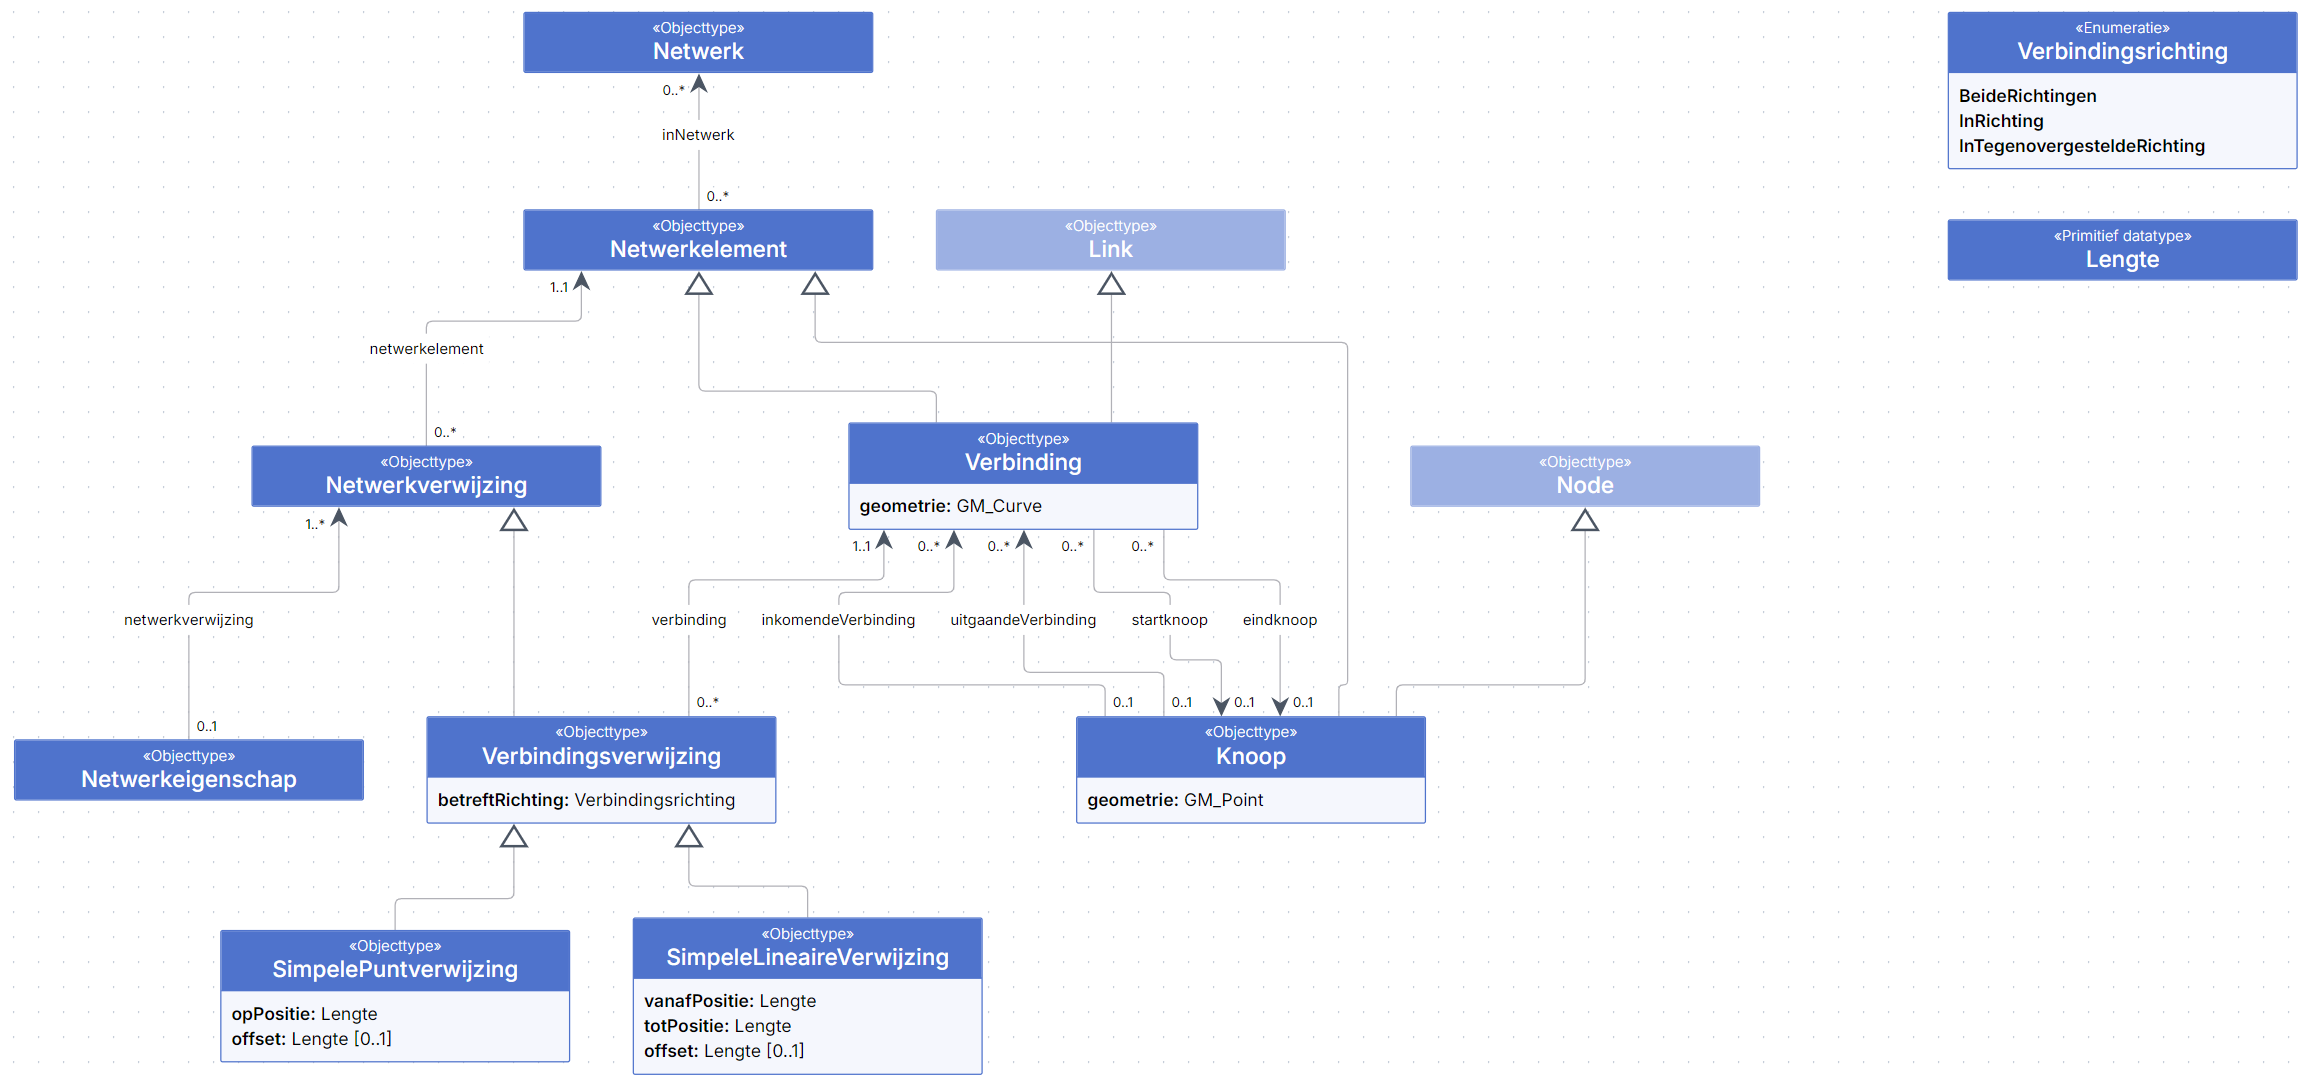 «Objecttype»
Netwerk
«Enumeratie»
Verbindingsrichting
BeideRichtingen
InRichting
InTegenovergesteldeRichting
0..*
inNetwerk
0..*
«Objecttype»
Netwerkelement
«Objecttype»
Link
«Primitief datatype»
Lengte
1..1
netwerkelement
0..*
«Objecttype»
Netwerkverwijzing
«Objecttype»
Verbinding
geometrie: GM_Curve
«Objecttype»
Node
1..*
1..1
0..*
0..*
0..*
0..*
netwerkverwijzing
verbinding
inkomendeVerbinding
uitgaandeVerbinding
startknoop
eindknoop
0..1
0..*
0..1
0..1
0..1
0..1
«Objecttype»
Netwerkeigenschap
«Objecttype»
Verbindingsverwijzing
betreftRichting: Verbindingsrichting
«Objecttype»
Knoop
geometrie: GM_Point
«Objecttype»
SimpelePuntverwijzing
opPositie: Lengte
offset: Lengte [0..1]
«Objecttype»
SimpeleLineaireVerwijzing
vanafPositie: Lengte
totPositie: Lengte
offset: Lengte [0..1]